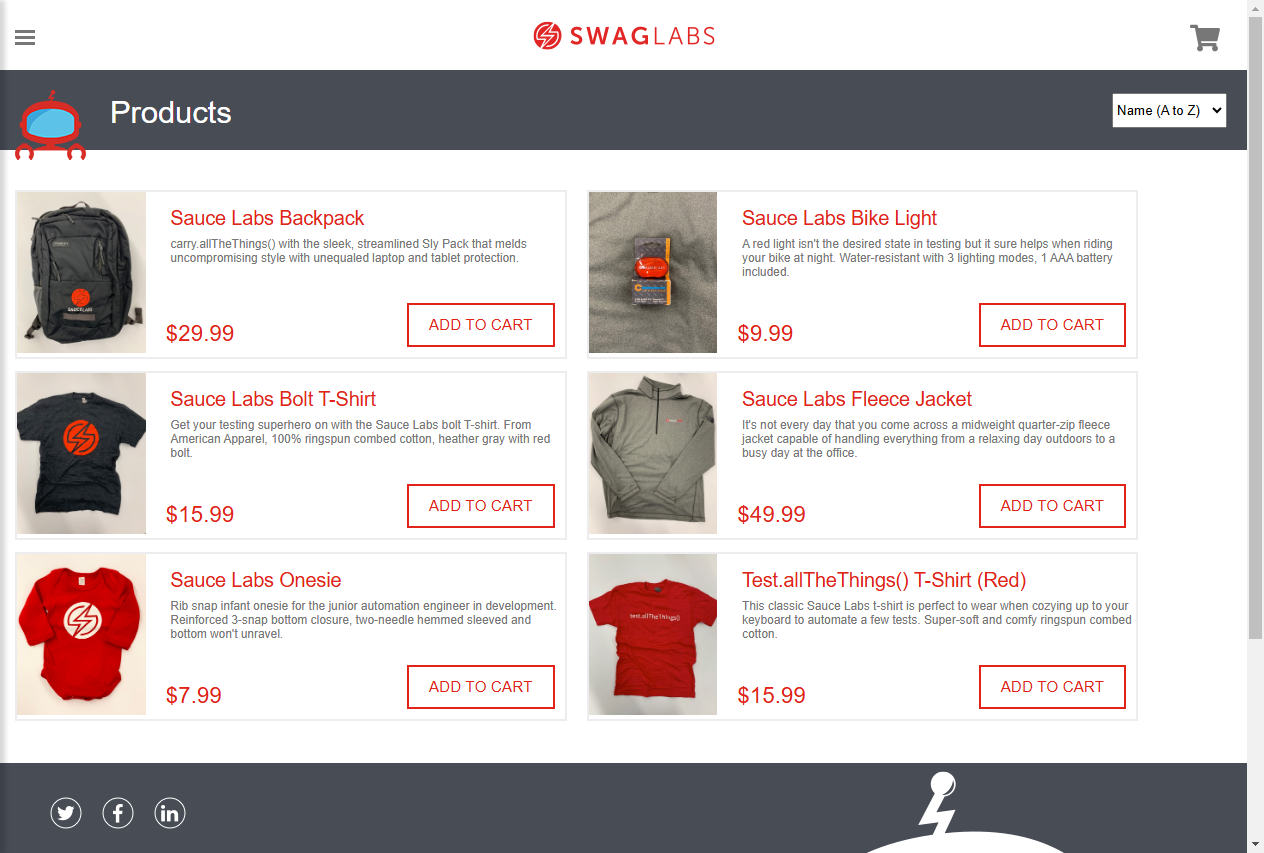 SWAGLABS
Products
Name (A to Z)
Sauce Labs Backpack
carry.allTheThings() with the sleek, streamlined Sly Pack that melds
uncompromising style with unequaled laptop and tablet protection.
$29.99
ADD TO CART
SAUCELABS
Sauce Labs Bike Light
A red light isn't the desired state in testing but it sure helps when riding
your bike at night. Water-resistant with 3 lighting modes, 1 AAA battery
included.
$9.99
ADD TO CART
Sauce Labs Bolt T-Shirt
Get your testing superhero on with the Sauce Labs bolt T-shirt. From
American Apparel, 100% ringspun combed cotton, heather gray with red
bolt.
$15.99
ADD TO CART
Sauce Labs Fleece Jacket
It's not every day that you come across a midweight quarter-zip fleece
jacket capable of handling everything from a relaxing day outdoors to a
busy day at the office.
$49.99
ADD TO CART
Sauce Labs Onesie
Rib snap infant onesie for the junior automation engineer in development.
Reinforced 3-snap bottom closure, two-needle hemmed sleeved and
bottom won't unravel.
$7.99
ADD TO CART
test.allTheThings()
Test.allTheThings() T-Shirt (Red)
This classic Sauce Labs t-shirt is perfect to wear when cozying up to your
keyboard to automate a few tests. Super-soft and comfy ringspun combed
cotton.
$15.99
ADD TO CART